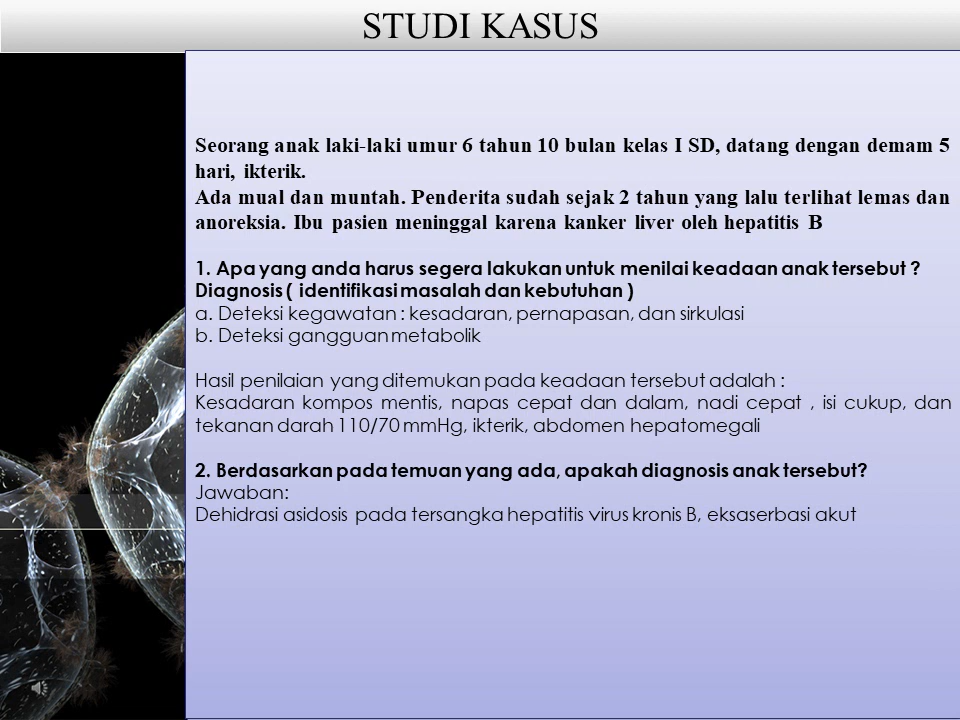 STUDI KASUS
Seorang anak laki-laki umur 6 tahun 10 bulan kelas I SD, datang dengan demam 5
hari, ikterik.
Ada mual dan muntah. Penderita sudah sejak 2 tahun yang lalu terlihat lemas dan
anoreksia. Ibu pasien meninggal karena kanker liver oleh hepatitis B
1. Apa yang anda harus segera lakukan untuk menilai keadaan anak tersebut ?
Diagnosis ( identifikasi masalah dan kebutuhan )
a. Deteksi kegawatan : kesadaran, pernapasan, dan sirkulasi
b. Deteksi gangguan metabolik
Hasil penilaian yang ditemukan pada keadaan tersebut adalah :
Kesadaran kompos mentis, napas cepat dan dalam, nadi cepat , isi cukup, dan
tekanan darah 110/70 mmHg, ikterik, abdomen hepatomegali
2. Berdasarkan pada temuan yang ada, apakah diagnosis anak tersebut?
Jawaban:
Dehidrasi asidosis pada tersangka hepatitis virus kronis B, eksaserbasi akut